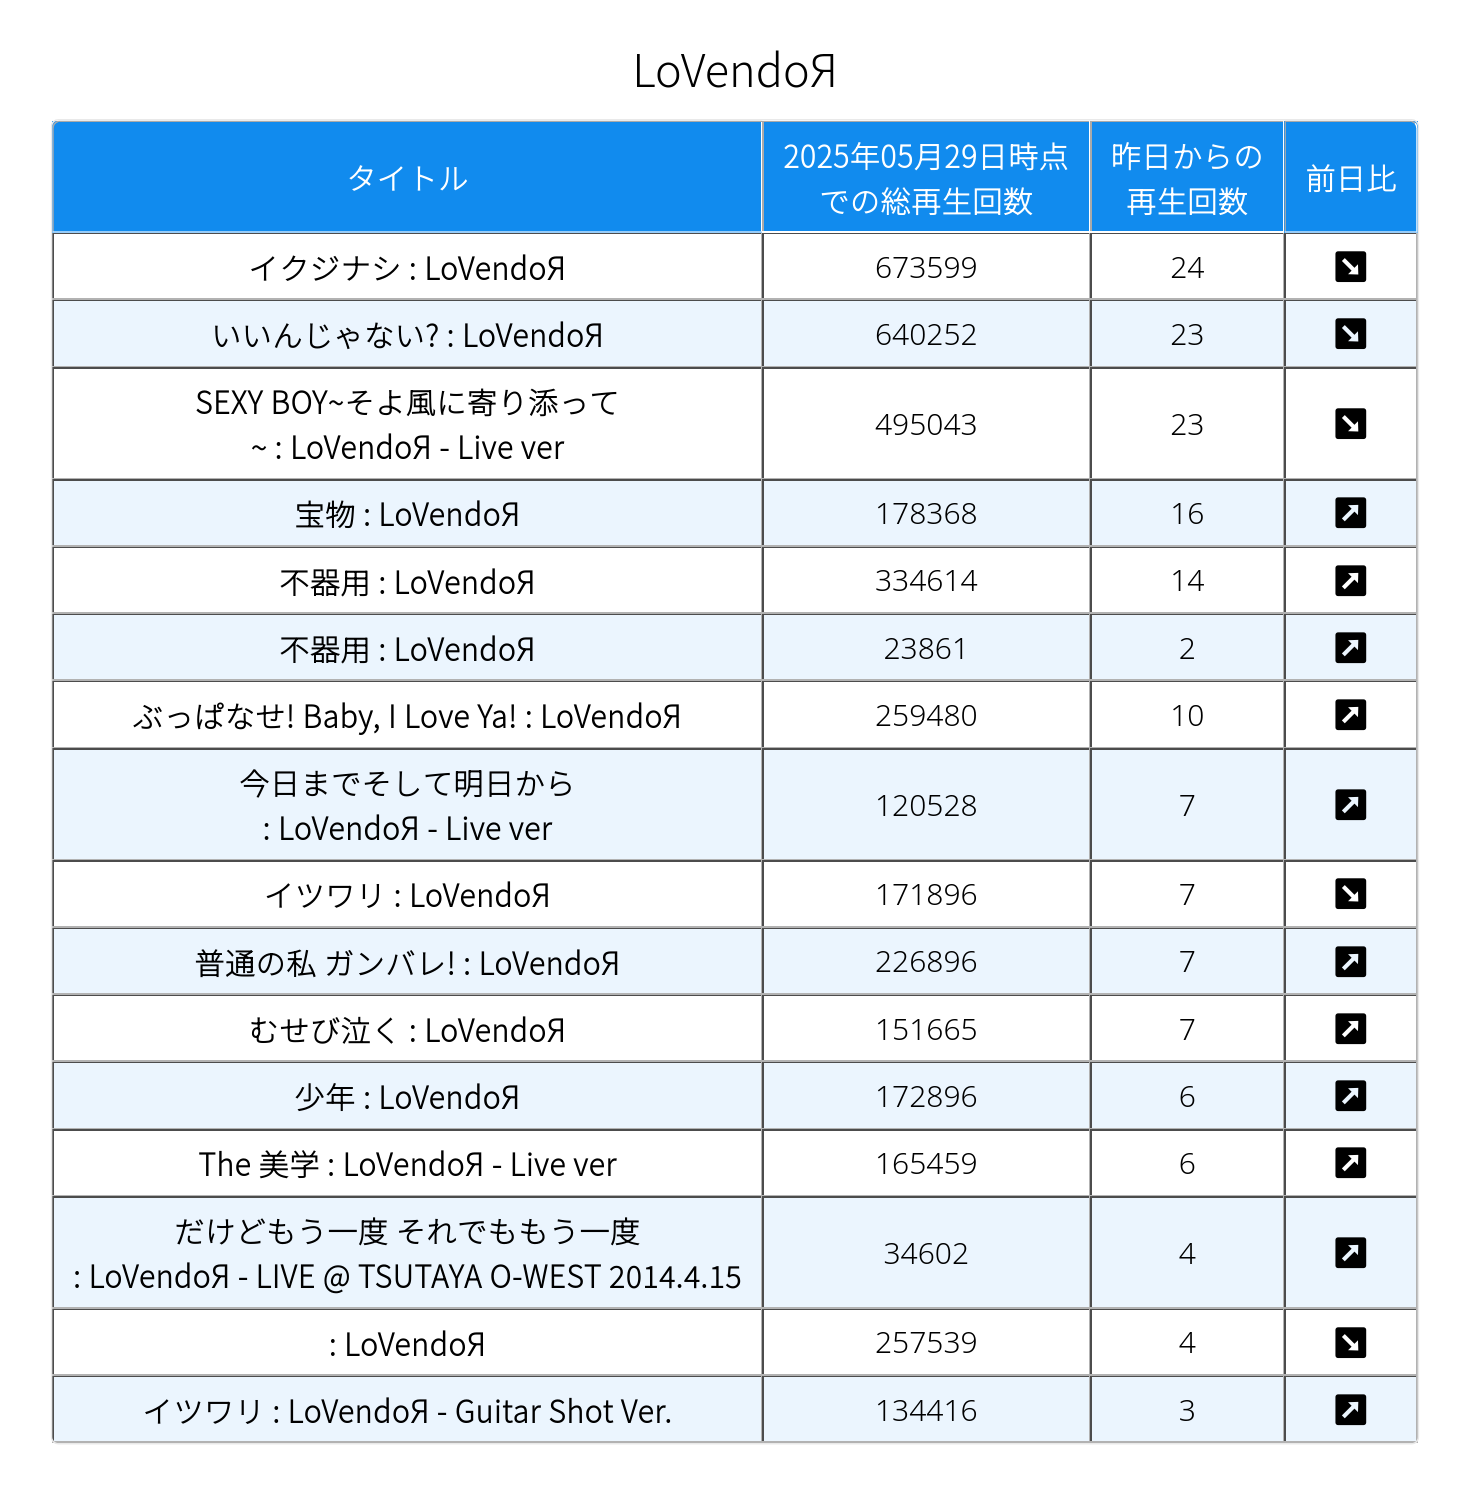 LoVendoЯ
タイトル
2025年05月29日時点
での総再生回数
昨日からの
再生回数
前日比
イクジナシ : LoVendoЯ
673599
24
↘
いいんじゃない? : LoVendoЯ
640252
23
↘
SEXY BOY~そよ風に寄り添って
~ : LoVendoЯ - Live ver
495043
23
↘
宝物 : LoVendoЯ
178368
16
↗
不器用 : LoVendoЯ
334614
14
↗
不器用 : LoVendoЯ
23861
2
↗
ぶっぱなせ! Baby, I Love Ya! : LoVendoЯ
259480
10
↗
今日までそして明日から
: LoVendoЯ - Live ver
120528
7
↗
イツワリ : LoVendoЯ
171896
7
↘
普通の私 ガンバレ! : LoVendoЯ
226896
7
↗
むせび泣く : LoVendoЯ
151665
7
↗
少年 : LoVendoЯ
172896
6
↗
The 美学 : LoVendoЯ - Live ver
165459
6
↗
だけどもう一度 それでももう一度
: LoVendoЯ - LIVE @ TSUTAYA O-WEST 2014.4.15
34602
4
↗
: LoVendoЯ
257539
4
↘
イツワリ : LoVendoЯ - Guitar Shot Ver.
134416
3
↗